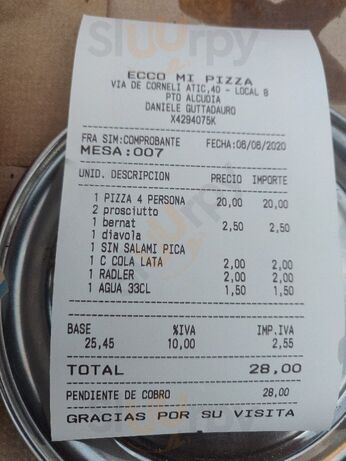 Sluurpy
ECCO MI PIZZA
VIA DE CORNELI ATIC,40 - LOCAL 8
PTO ALCUDIA
DANIELE GUTTADAURO
X4294075K
FRA SIM:COMPROBANTE FECHA:06/08/2020
MESA:007
UNID. DESCRIPCION PRECIO IMPORTE
1 PIZZA 4 PERSONA 20,00 20,00
2 prosciutto
1 bernat 2,50 2,50
1 diavola
1 SIN SALAMI PICA
1 C COLA LATA 2,00 2,00
1 RADLER 2,00 2,00
1 AGUA 33CL 1,50 1,50
BASE %IVA IMP.IVA
25,45 10,00 2,55
TOTAL 28,00
PENDIENTE DE COBRO 28,00
GRACIAS POR SU VISITA